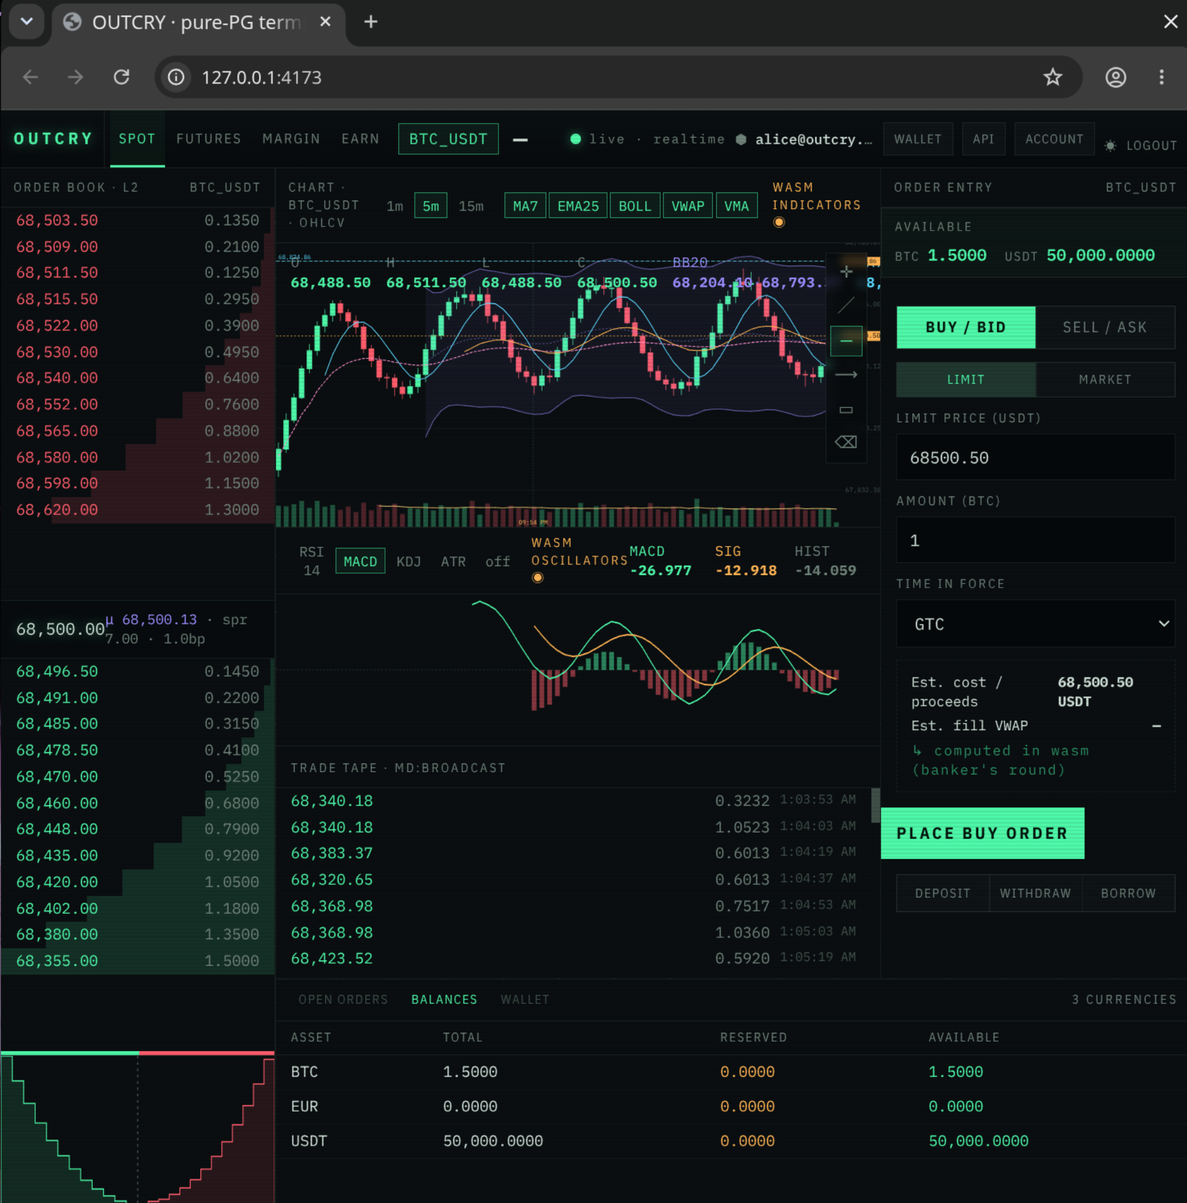 OUTCRY · pure-PG term
127.0.0.1:4173
OUTCRY SPOT FUTURES MARGIN EARN BTC_USDT — live · realtime alice@outcry.… WALLET API ACCOUNT LOGOUT
ORDER BOOK · L2 BTC_USDT
68,503.50 0.1350
68,509.00 0.2100
68,511.50 0.1250
68,515.50 0.2950
68,522.00 0.3900
68,530.00 0.4950
68,540.00 0.6400
68,552.00 0.7600
68,565.00 0.8800
68,580.00 1.0200
68,598.00 1.1500
68,620.00 1.3000
68,500.00 μ 68,500.13 · spr
7.00 · 1.0bp
68,496.50 0.1450
68,491.00 0.2200
68,485.00 0.3150
68,478.50 0.4100
68,470.00 0.5250
68,460.00 0.6800
68,448.00 0.7900
68,435.00 0.9200
68,420.00 1.0500
68,402.00 1.1800
68,380.00 1.3500
68,355.00 1.5000
CHART ·
BTC_USDT
· OHLCV
1m 5m 15m MA7 EMA25 BOLL VWAP VMA
WASM
INDICATORS
O H L C BB20
68,488.50 68,511.50 68,488.50 68,500.50 68,204.10–68,793.
09:54 PM
RSI
14
MACD KDJ ATR off
WASM
OSCILLATORS
MACD SIG HIST
-26.977 -12.918 -14.059
TRADE TAPE · MD:BROADCAST
68,340.18 0.3232 1:03:53 AM
68,340.18 1.0523 1:04:03 AM
68,383.37 0.6013 1:04:19 AM
68,320.65 0.6013 1:04:37 AM
68,368.98 0.7517 1:04:53 AM
68,368.98 1.0360 1:05:03 AM
68,423.52 0.5920 1:05:19 AM
ORDER ENTRY BTC_USDT
AVAILABLE
BTC 1.5000 USDT 50,000.0000
BUY / BID SELL / ASK
LIMIT MARKET
LIMIT PRICE (USDT)
68500.50
AMOUNT (BTC)
1
TIME IN FORCE
GTC
Est. cost / 68,500.50
proceeds USDT
Est. fill VWAP —
↳ computed in wasm
(banker's round)
PLACE BUY ORDER
DEPOSIT WITHDRAW BORROW
OPEN ORDERS BALANCES WALLET 3 CURRENCIES
ASSET TOTAL RESERVED AVAILABLE
BTC 1.5000 0.0000 1.5000
EUR 0.0000 0.0000 0.0000
USDT 50,000.0000 0.0000 50,000.0000